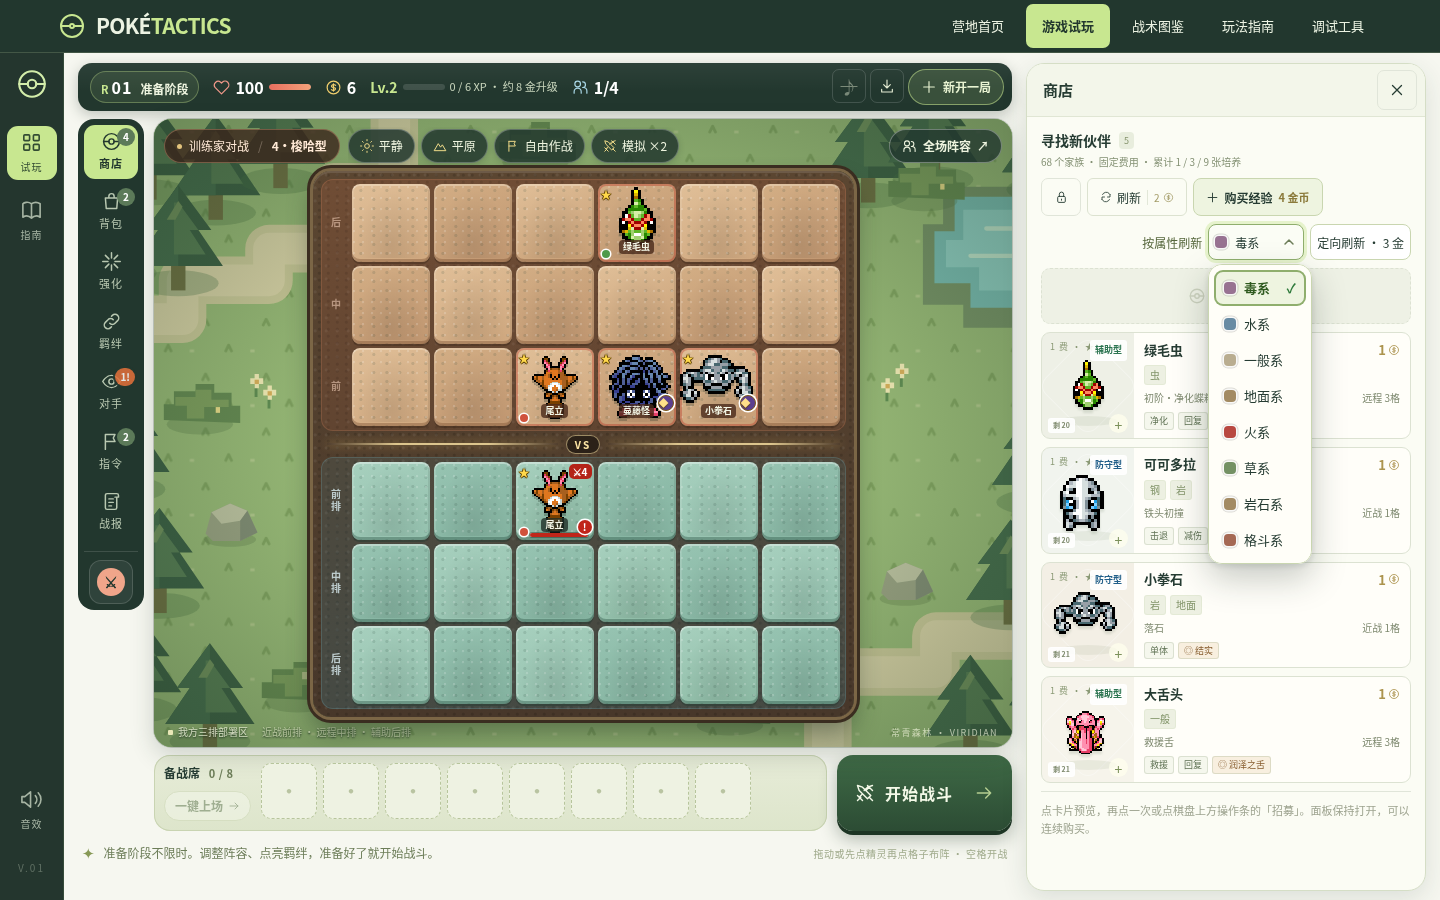 POKÉTACTICS
营地首页
游戏试玩
战术图鉴
玩法指南
调试工具
试玩
指南
音效
V.01
R 01 准备阶段
100
6
Lv.2
0 / 6 XP · 约 8 金升级
1/4
新开一局
商店 4
背包 2
强化
羁绊
对手 1!
指令 2
战报
训练家对战 / 4 · 梭哈型
平静
平原
自由作战
模拟 ×2
全场阵容 ↗
后
绿毛虫
中
前
尾立
蔓藤怪
小拳石
VS
前排
4
尾立
!
中排
后排
我方三排部署区 近战前排 · 远程中排 · 辅助后排
常青森林 · VIRIDIAN
备战席 0 / 8
一键上场 →
开始战斗 →
准备阶段不限时。调整阵容、点亮羁绊，准备好了就开始战斗。
拖动或先点精灵再点格子布阵 · 空格开战
商店
寻找新伙伴 5
68 个家族 · 固定费用 · 累计 1 / 3 / 9 张培养
刷新 2
购买经验 4 金币
按属性刷新
毒系
定向刷新 · 3 金
毒系 ✓
水系
一般系
地面系
火系
草系
岩石系
格斗系
1 费 ·
辅助型
绿毛虫
1
虫
初阶 · 净化蝶
远程 3格
剩20
+
净化
回复
1 费 ·
防守型
可可多拉
1
钢
岩
铁头初撞
近战 1格
剩20
+
击退
减伤
1 费 ·
防守型
小拳石
1
岩
地面
落石
近战 1格
剩21
+
单体
◎ 结实
1 费 ·
辅助型
大舌头
1
一般
救援舌
远程 3格
剩21
+
救援
回复
◎ 润泽之舌
点卡片预览，再点一次或点棋盘上方操作条的「招募」。面板保持打开，可以
连续购买。